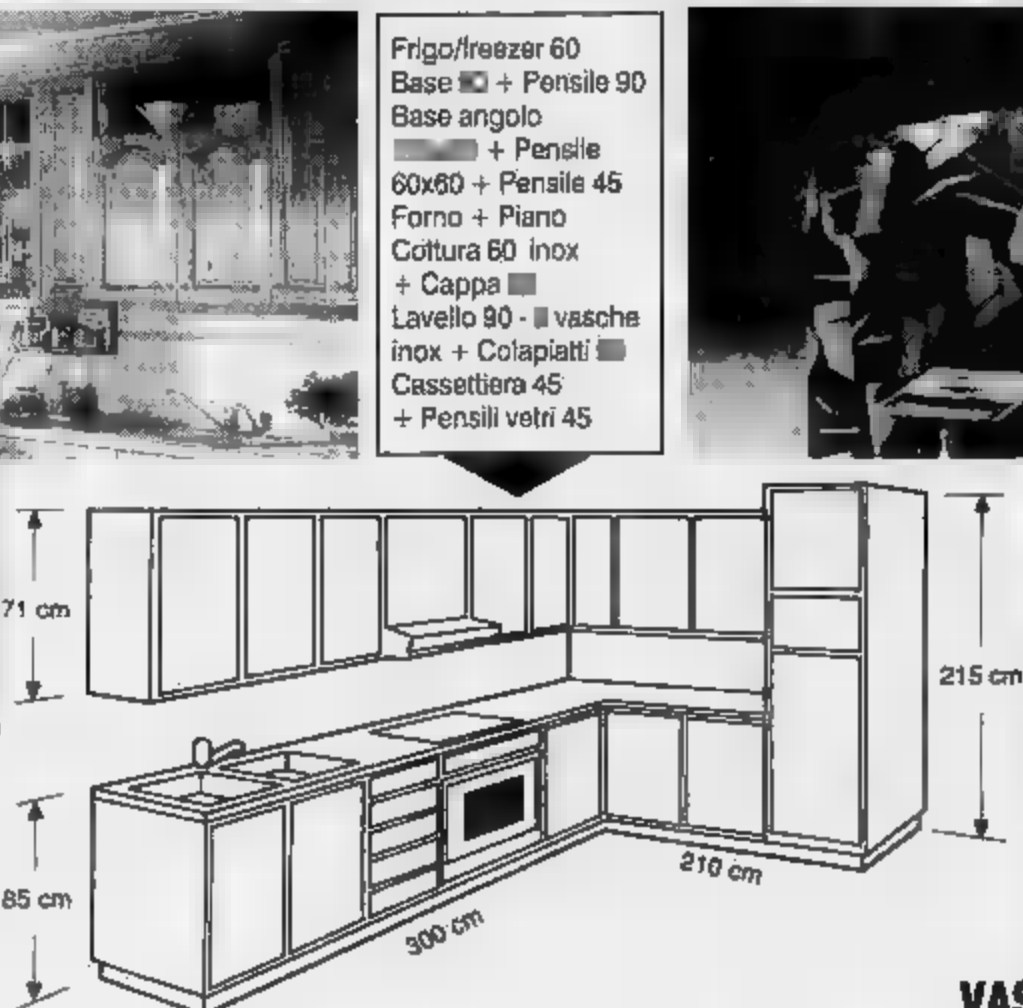 Frigo/freezer 60
Base + Pensile 90
Base angolo
+ Pensile
60x60 + Pensile 45
Forno + Piano
Cottura 60 inox
+ Cappa
Lavello 90 - vasche
inox + Colapiatti
Cassettiera 45
+ Pensili vetri 45
71 cm
215 cm
85 cm
300 cm
210 cm